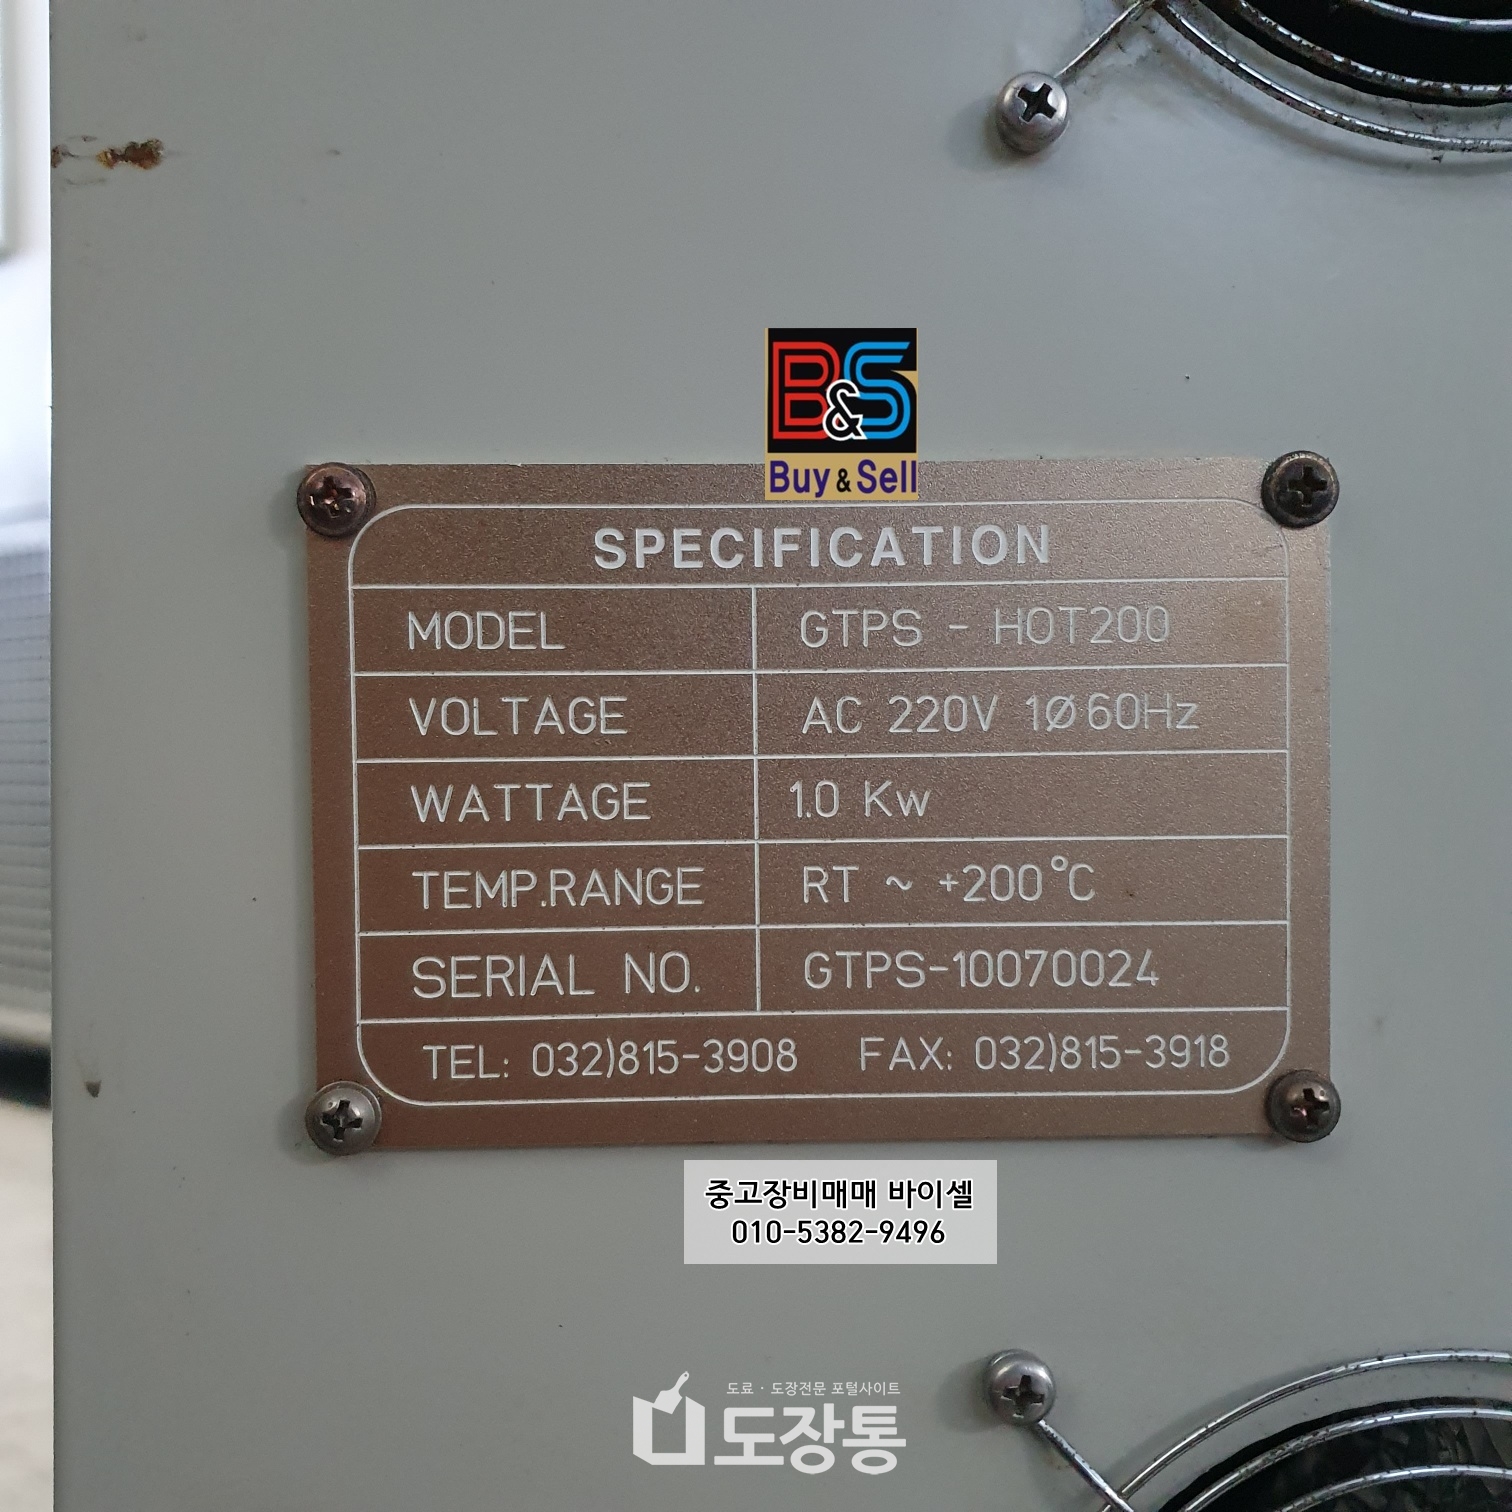 B&S
Buy & Sell
SPECIFICATION
MODEL GTPS - HOT200
VOLTAGE AC 220V 1Ø 60Hz
WATTAGE 1.0 Kw
TEMP.RANGE RT ~ +200°C
SERIAL NO. GTPS-10070024
TEL: 032)815-3908 FAX: 032)815-3918
중고장비매매 바이셀
010-5382-9496
도료 · 도장전문 포털사이트
도장통